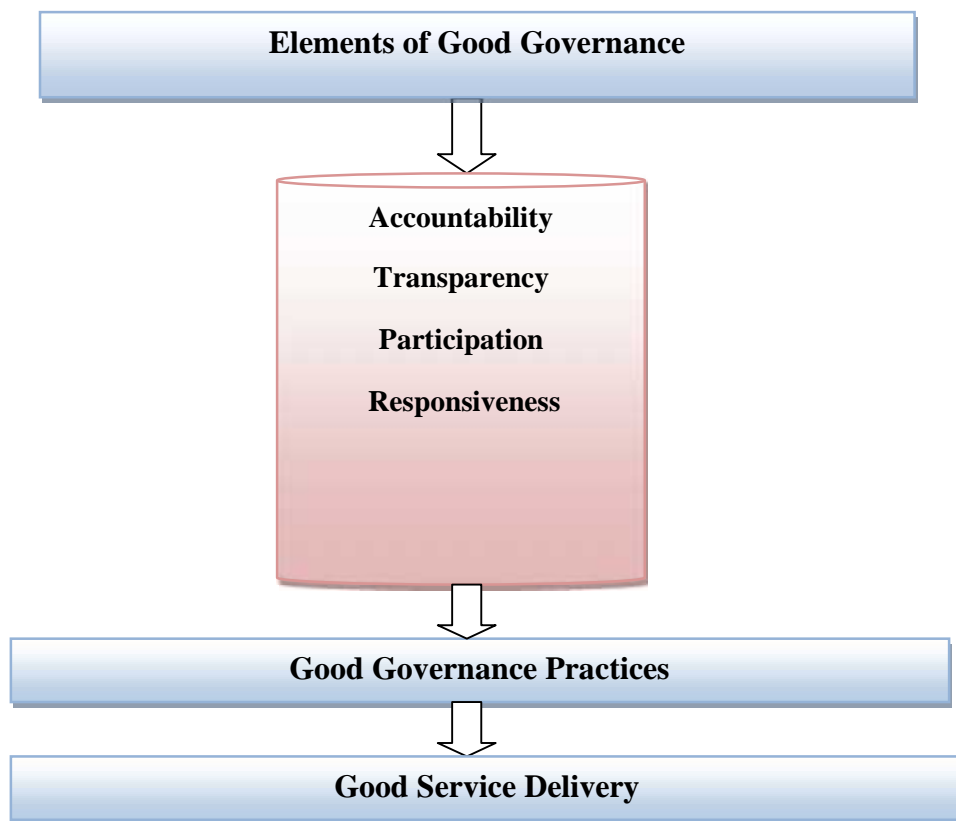 Elements of Good Governance
Accountability
Transparency
Participation
Responsiveness
Good Governance Practices
Good Service Delivery